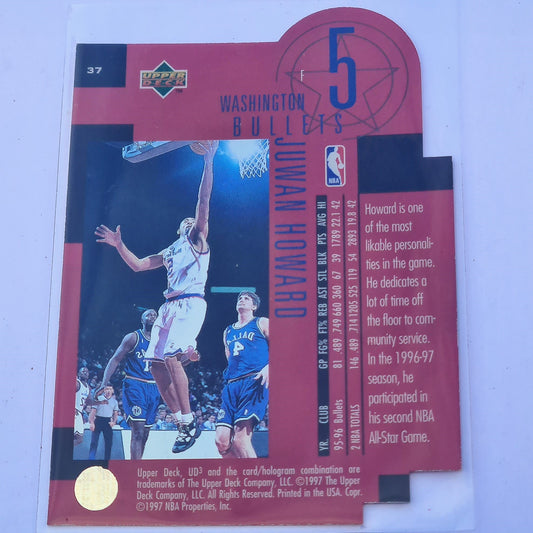 37
UPPER
DECK
TM
F
5
WASHINGTON
BULLETS
JUWAN HOWARD
NBA
YR. CLUB GP FG% FT% REB AST STL BLK PTS AVG HI
95-96 Bullets 81 .489 .749 660 360 67 39 1789 22.1 42
2 NBA TOTALS 146 .489 .714 1205 525 119 54 2893 19.8 42
Howard is one
of the most
likable personali-
ties in the game.
He dedicates a
lot of time off
the floor to com-
munity service.
In the 1996-97
season, he
participated in
his second NBA
All-Star Game.
DALLAS
4
Upper Deck, UD³ and the card/hologram combination are
trademarks of The Upper Deck Company, LLC. ©1997 The Upper
Deck Company, LLC. All Rights Reserved. Printed in the USA. Copr.
©1997 NBA Properties, Inc.